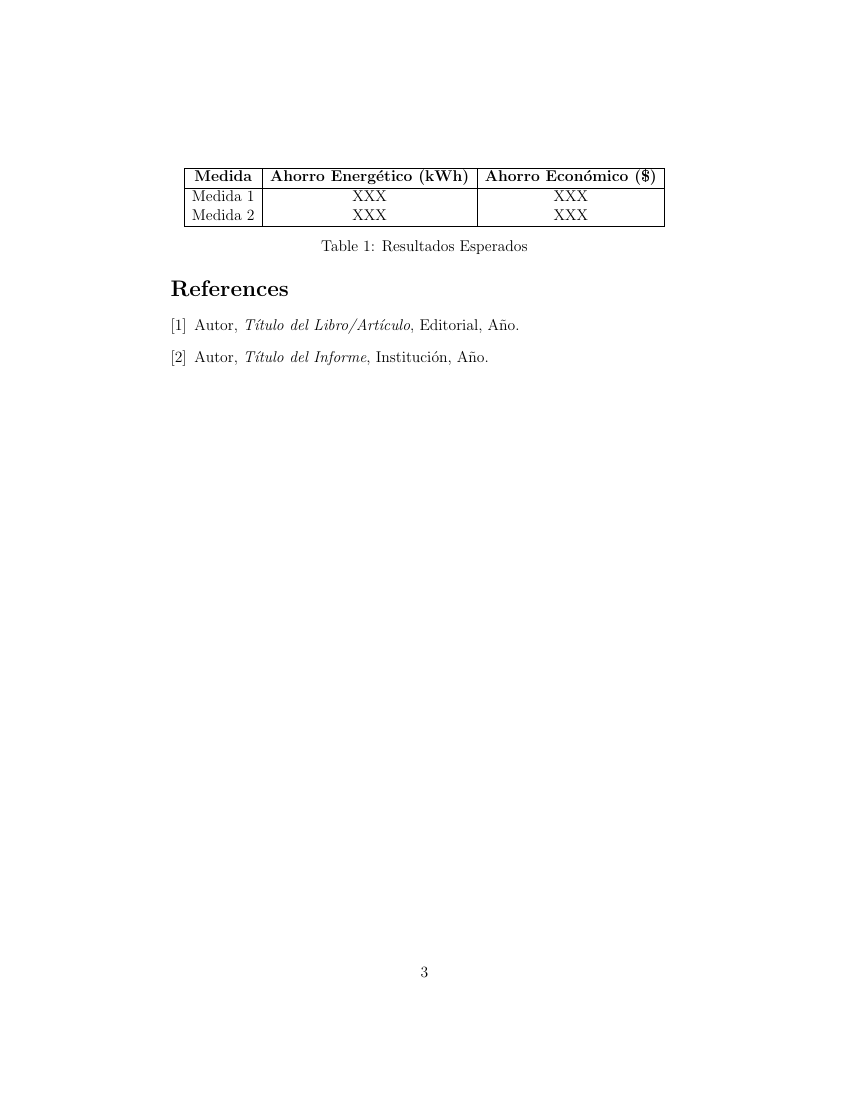 Medida Ahorro Energético (kWh) Ahorro Económico ($)
Medida 1 XXX XXX
Medida 2 XXX XXX
Table 1: Resultados Esperados
References
[1] Autor, Título del Libro/Artículo, Editorial, Año.
[2] Autor, Título del Informe, Institución, Año.
3